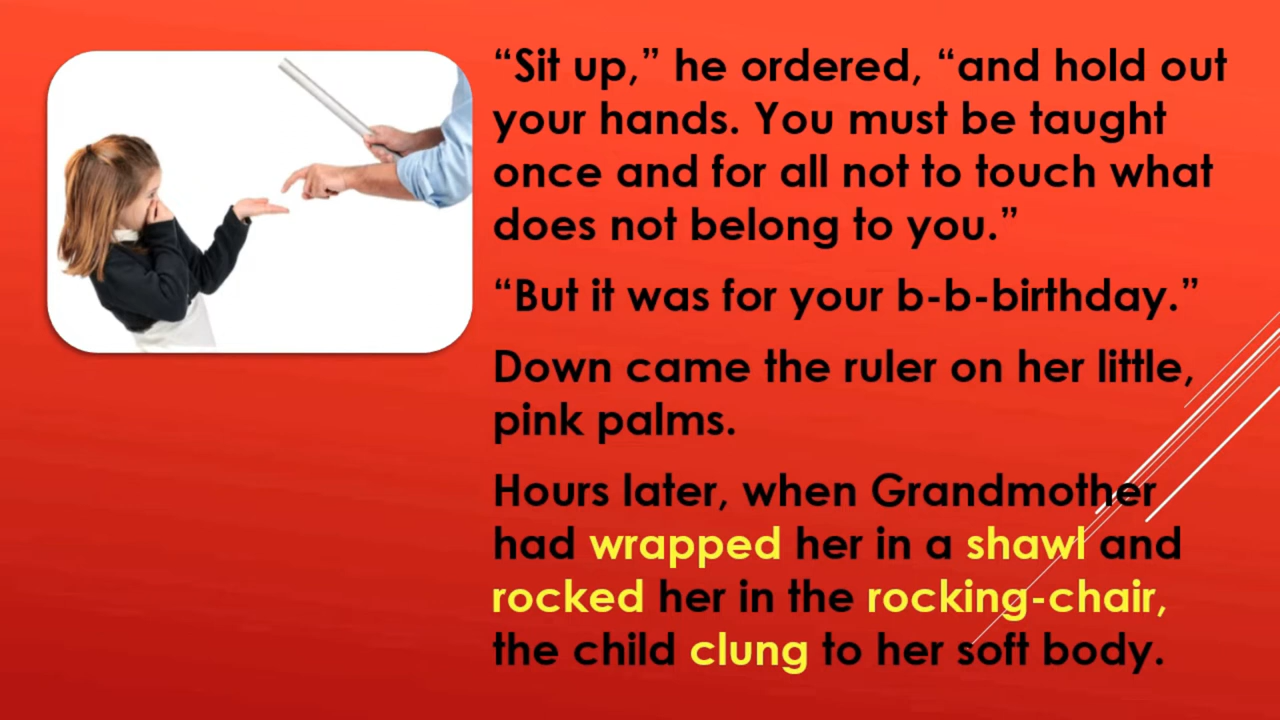 “Sit up,” he ordered, “and hold out
your hands. You must be taught
once and for all not to touch what
does not belong to you.”
“But it was for your b-b-birthday.”
Down came the ruler on her little,
pink palms.
Hours later, when Grandmother
had wrapped her in a shawl and
rocked her in the rocking-chair,
the child clung to her soft body.